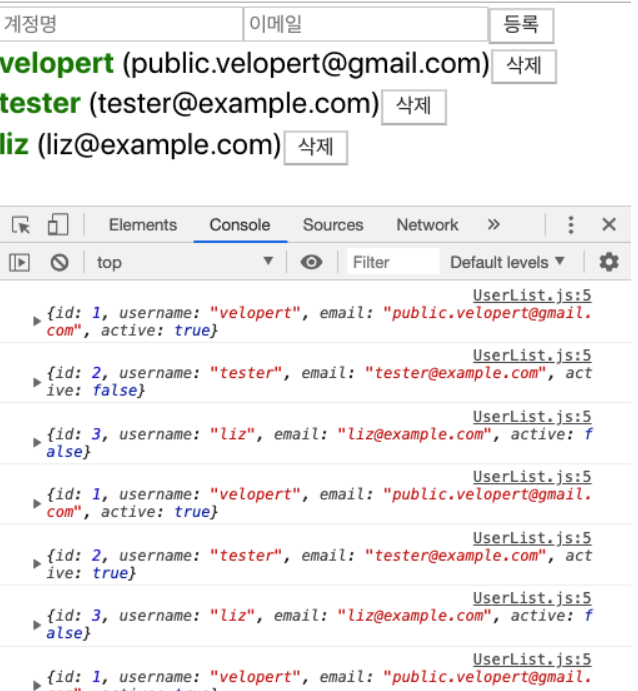 계정명 이메일 등록
velopert (public.velopert@gmail.com) 삭제
tester (tester@example.com) 삭제
liz (liz@example.com) 삭제
Elements Console Sources Network »
top Filter Default levels
UserList.js:5
{id: 1, username: "velopert", email: "public.velopert@gmail.
com", active: true}
UserList.js:5
{id: 2, username: "tester", email: "tester@example.com", act
ive: false}
UserList.js:5
{id: 3, username: "liz", email: "liz@example.com", active: f
alse}
UserList.js:5
{id: 1, username: "velopert", email: "public.velopert@gmail.
com", active: true}
UserList.js:5
{id: 2, username: "tester", email: "tester@example.com", act
ive: true}
UserList.js:5
{id: 3, username: "liz", email: "liz@example.com", active: f
alse}
UserList.js:5
{id: 1, username: "velopert", email: "public.velopert@gmail.